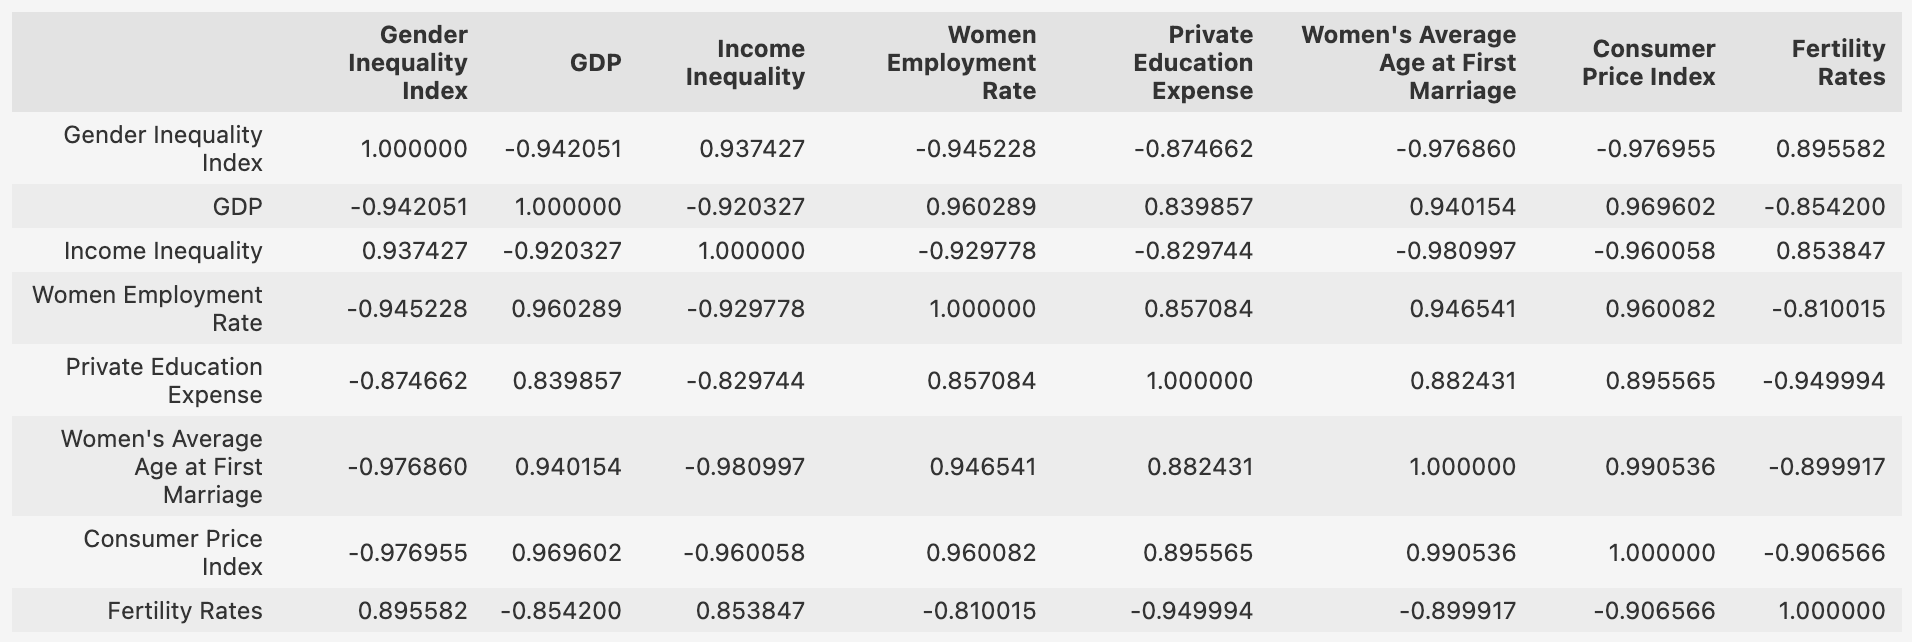 Gender Inequality Index GDP Income Inequality Women Employment Rate Private Education Expense Women's Average Age at First Marriage Consumer Price Index Fertility Rates
Gender Inequality Index 1.000000 -0.942051 0.937427 -0.945228 -0.874662 -0.976860 -0.976955 0.895582
GDP -0.942051 1.000000 -0.920327 0.960289 0.839857 0.940154 0.969602 -0.854200
Income Inequality 0.937427 -0.920327 1.000000 -0.929778 -0.829744 -0.980997 -0.960058 0.853847
Women Employment Rate -0.945228 0.960289 -0.929778 1.000000 0.857084 0.946541 0.960082 -0.810015
Private Education Expense -0.874662 0.839857 -0.829744 0.857084 1.000000 0.882431 0.895565 -0.949994
Women's Average Age at First Marriage -0.976860 0.940154 -0.980997 0.946541 0.882431 1.000000 0.990536 -0.899917
Consumer Price Index -0.976955 0.969602 -0.960058 0.960082 0.895565 0.990536 1.000000 -0.906566
Fertility Rates 0.895582 -0.854200 0.853847 -0.810015 -0.949994 -0.899917 -0.906566 1.000000